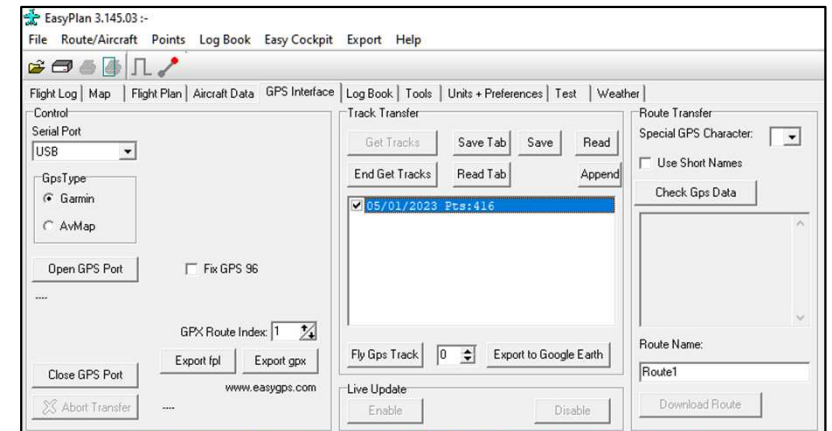 EasyPlan 3.145.03 :-
File Route/Aircraft Points Log Book Easy Cockpit Export Help
Flight Log Map Flight Plan Aircraft Data GPS Interface Log Book Tools Units + Preferences Test Weather
Control
Serial Port
USB
GpsType
Garmin
AvMap
Open GPS Port
Fix GPS 96
....
GPX Route Index: 1
Export fpl Export gpx
Close GPS Port
www.easygps.com
Abort Transfer
....
Track Transfer
Get Tracks Save Tab Save Read
End Get Tracks Read Tab Append
05/01/2023 Pts:416
Fly Gps Track 0 Export to Google Earth
Live Update
Enable Disable
Route Transfer
Special GPS Character:
Use Short Names
Check Gps Data
Route Name:
Route1
Download Route